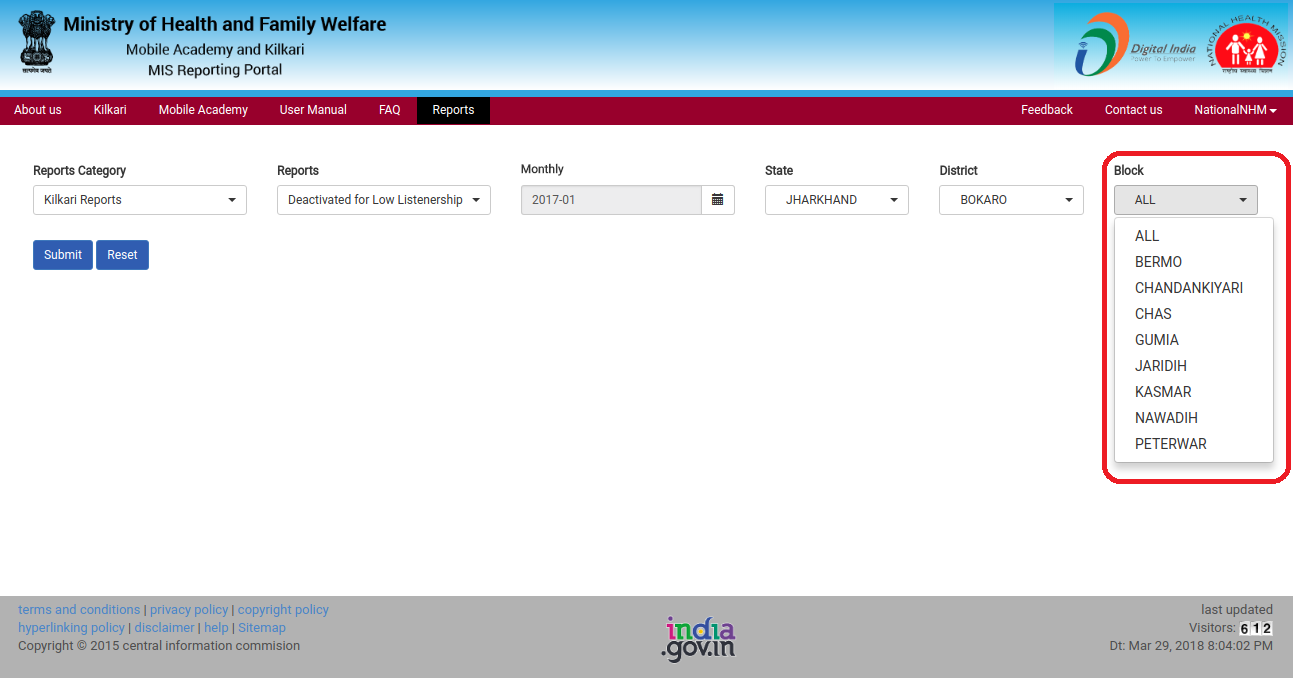 Ministry of Health and Family Welfare
Mobile Academy and Kilkari
MIS Reporting Portal
सत्यमेव जयते
Digital India
Power To Empower
NATIONAL HEALTH MISSION
राष्ट्रीय स्वास्थ्य मिशन
About us Kilkari Mobile Academy User Manual FAQ Reports Feedback Contact us NationalNHM
Reports Category Reports Monthly State District Block
Kilkari Reports Deactivated for Low Listenership 2017-01 JHARKHAND BOKARO ALL
Submit Reset
ALL
BERMO
CHANDANKIYARI
CHAS
GUMIA
JARIDIH
KASMAR
NAWADIH
PETERWAR
terms and conditions | privacy policy | copyright policy
hyperlinking policy | disclaimer | help | Sitemap
Copyright © 2015 central information commision
india
.gov.in
last updated
Visitors: 612
Dt: Mar 29, 2018 8:04:02 PM